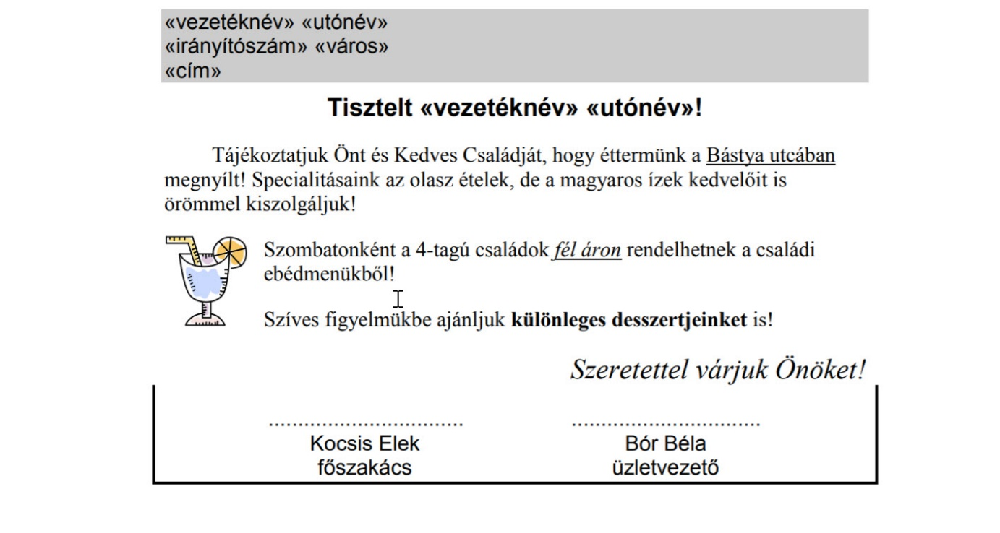 «vezetéknév» «utónév»
«irányítószám» «város»
«cím»
Tisztelt «vezetéknév» «utónév»!
Tájékoztatjuk Önt és Kedves Családját, hogy éttermünk a Bástya utcában
megnyílt! Specialitásaink az olasz ételek, de a magyaros ízek kedvelőit is
örömmel kiszolgáljuk!
Szombatonként a 4-tagú családok fél áron rendelhetnek a családi
ebédmenükből!
Szíves figyelmükbe ajánljuk különleges desszertjeinket is!
Szeretettel várjuk Önöket!
................................. ................................
Kocsis Elek Bór Béla
főszakács üzletvezető